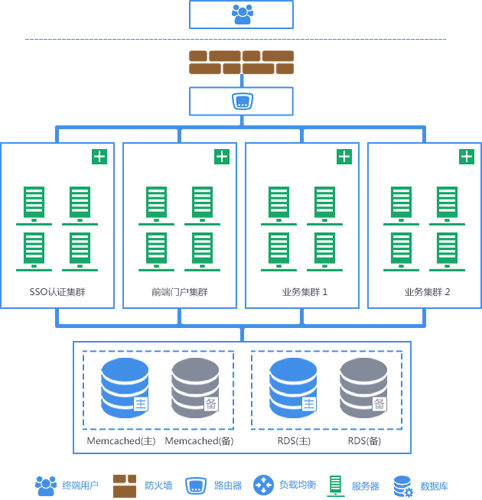 SSO认证集群 前端门户集群 业务集群 1 业务集群 2
主 备 主 备
Memcached(主) Memcached(备) RDS(主) RDS(备)
终端用户 防火墙 路由器 负载均衡 服务器 数据库